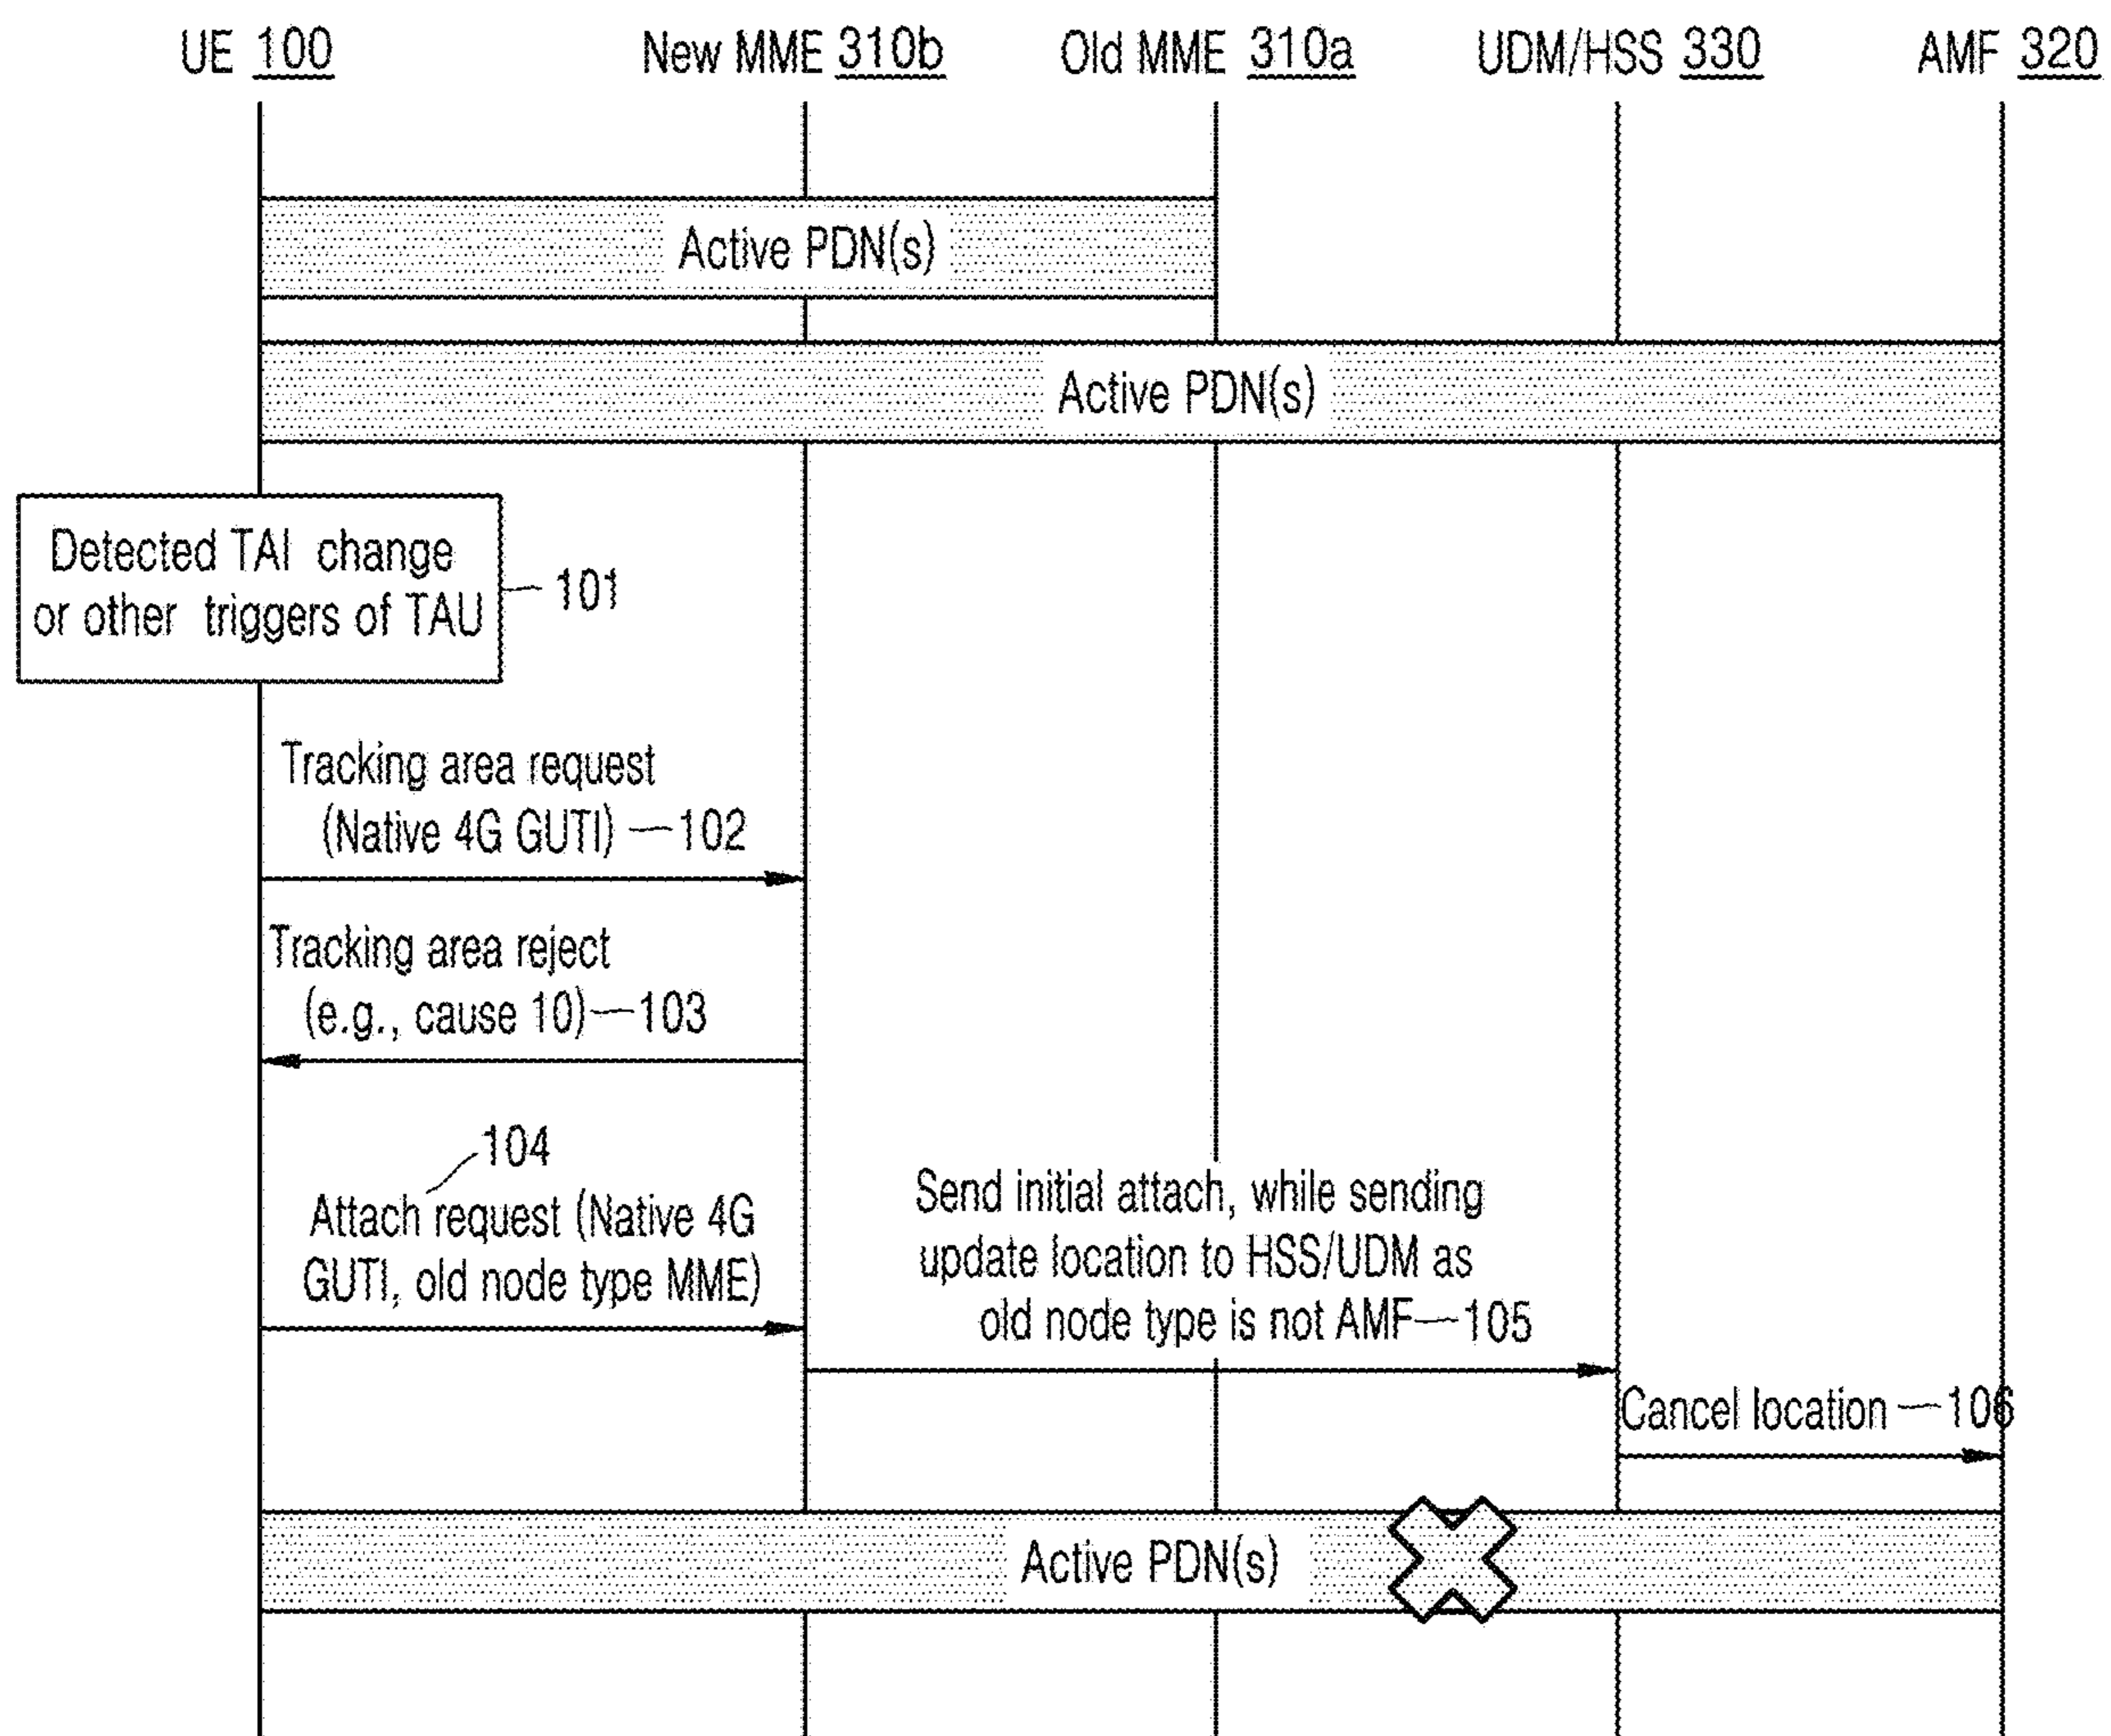 UE 100
New MME 310b
Old MME 310a
UDM/HSS 330
AMF 320
Active PDN(s)
Active PDN(s)
Detected TAI change
or other triggers of TAU
101
Tracking area request
(Native 4G GUTI) 102
Tracking area reject
(e.g., cause 10) 103
104
Attach request (Native 4G
GUTI, old node type MME)
Send initial attach, while sending
update location to HSS/UDM as
old node type is not AMF 105
Cancel location 106
Active PDN(s)